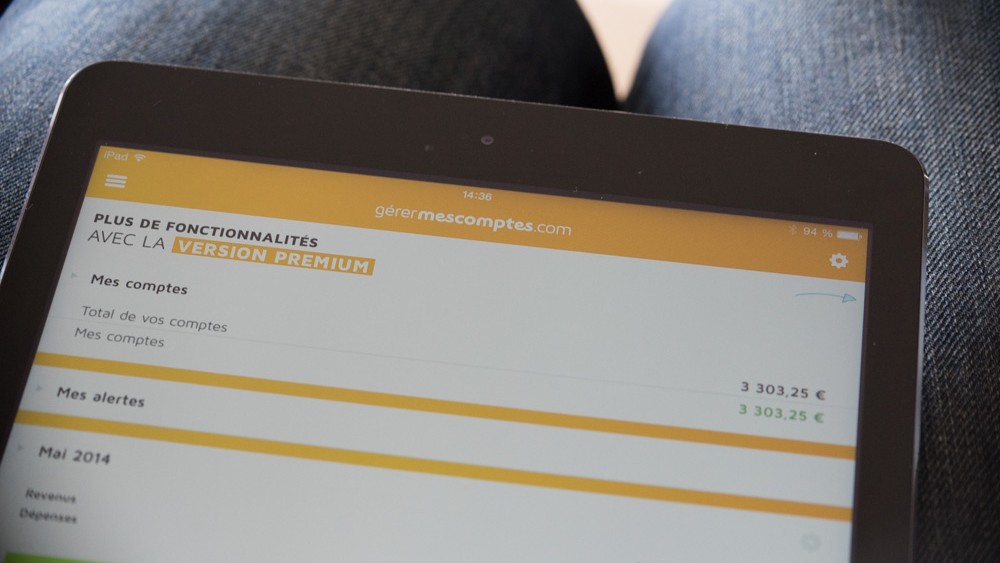 iPad
14:36
94 %
gérermescomptes.com
PLUS DE FONCTIONNALITÉS
AVEC LA VERSION PREMIUM
Mes comptes
Total de vos comptes
3 303,25 €
Mes comptes
3 303,25 €
Mes alertes
Mai 2014
Revenus
Dépenses